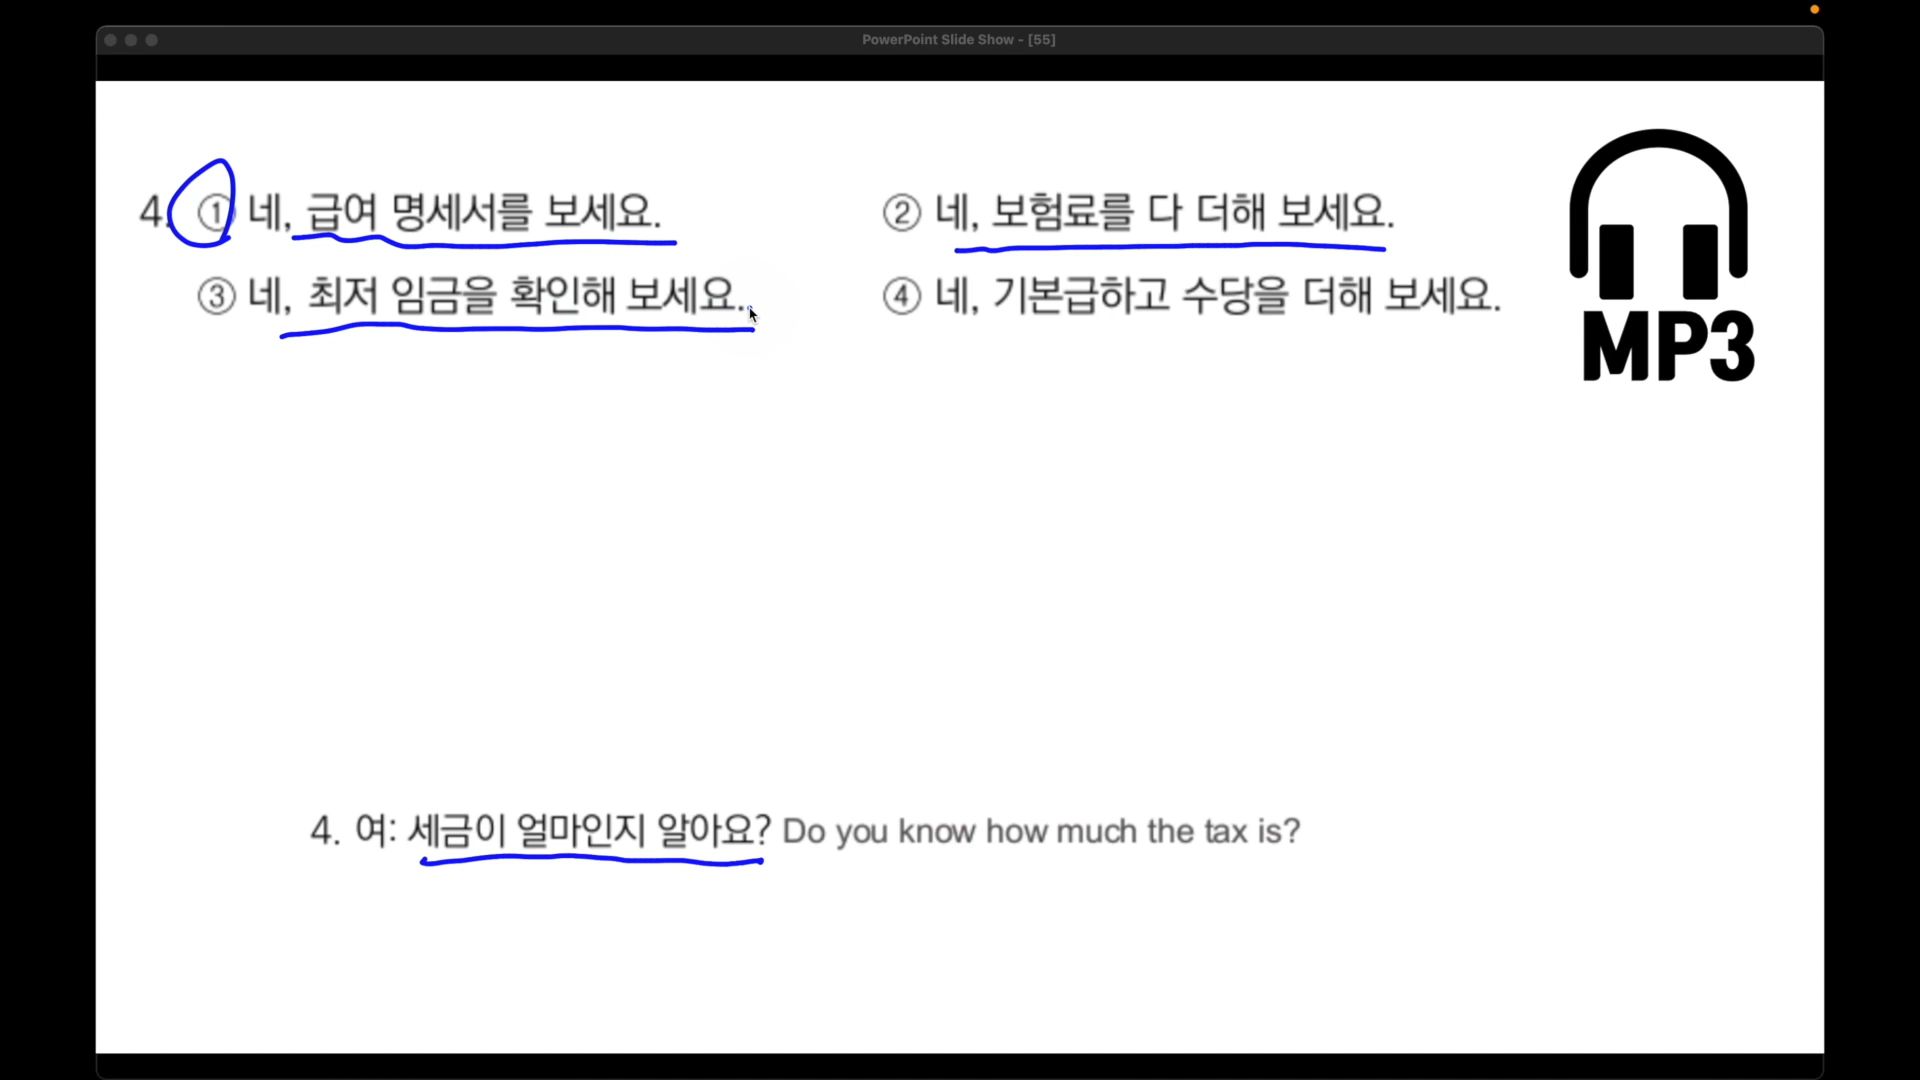 PowerPoint Slide Show - [55]
4. ① 네, 급여 명세서를 보세요. ② 네, 보험료를 다 더해 보세요.
③ 네, 최저 임금을 확인해 보세요. ④ 네, 기본급하고 수당을 더해 보세요.
MP3
4. 여: 세금이 얼마인지 알아요? Do you know how much the tax is?